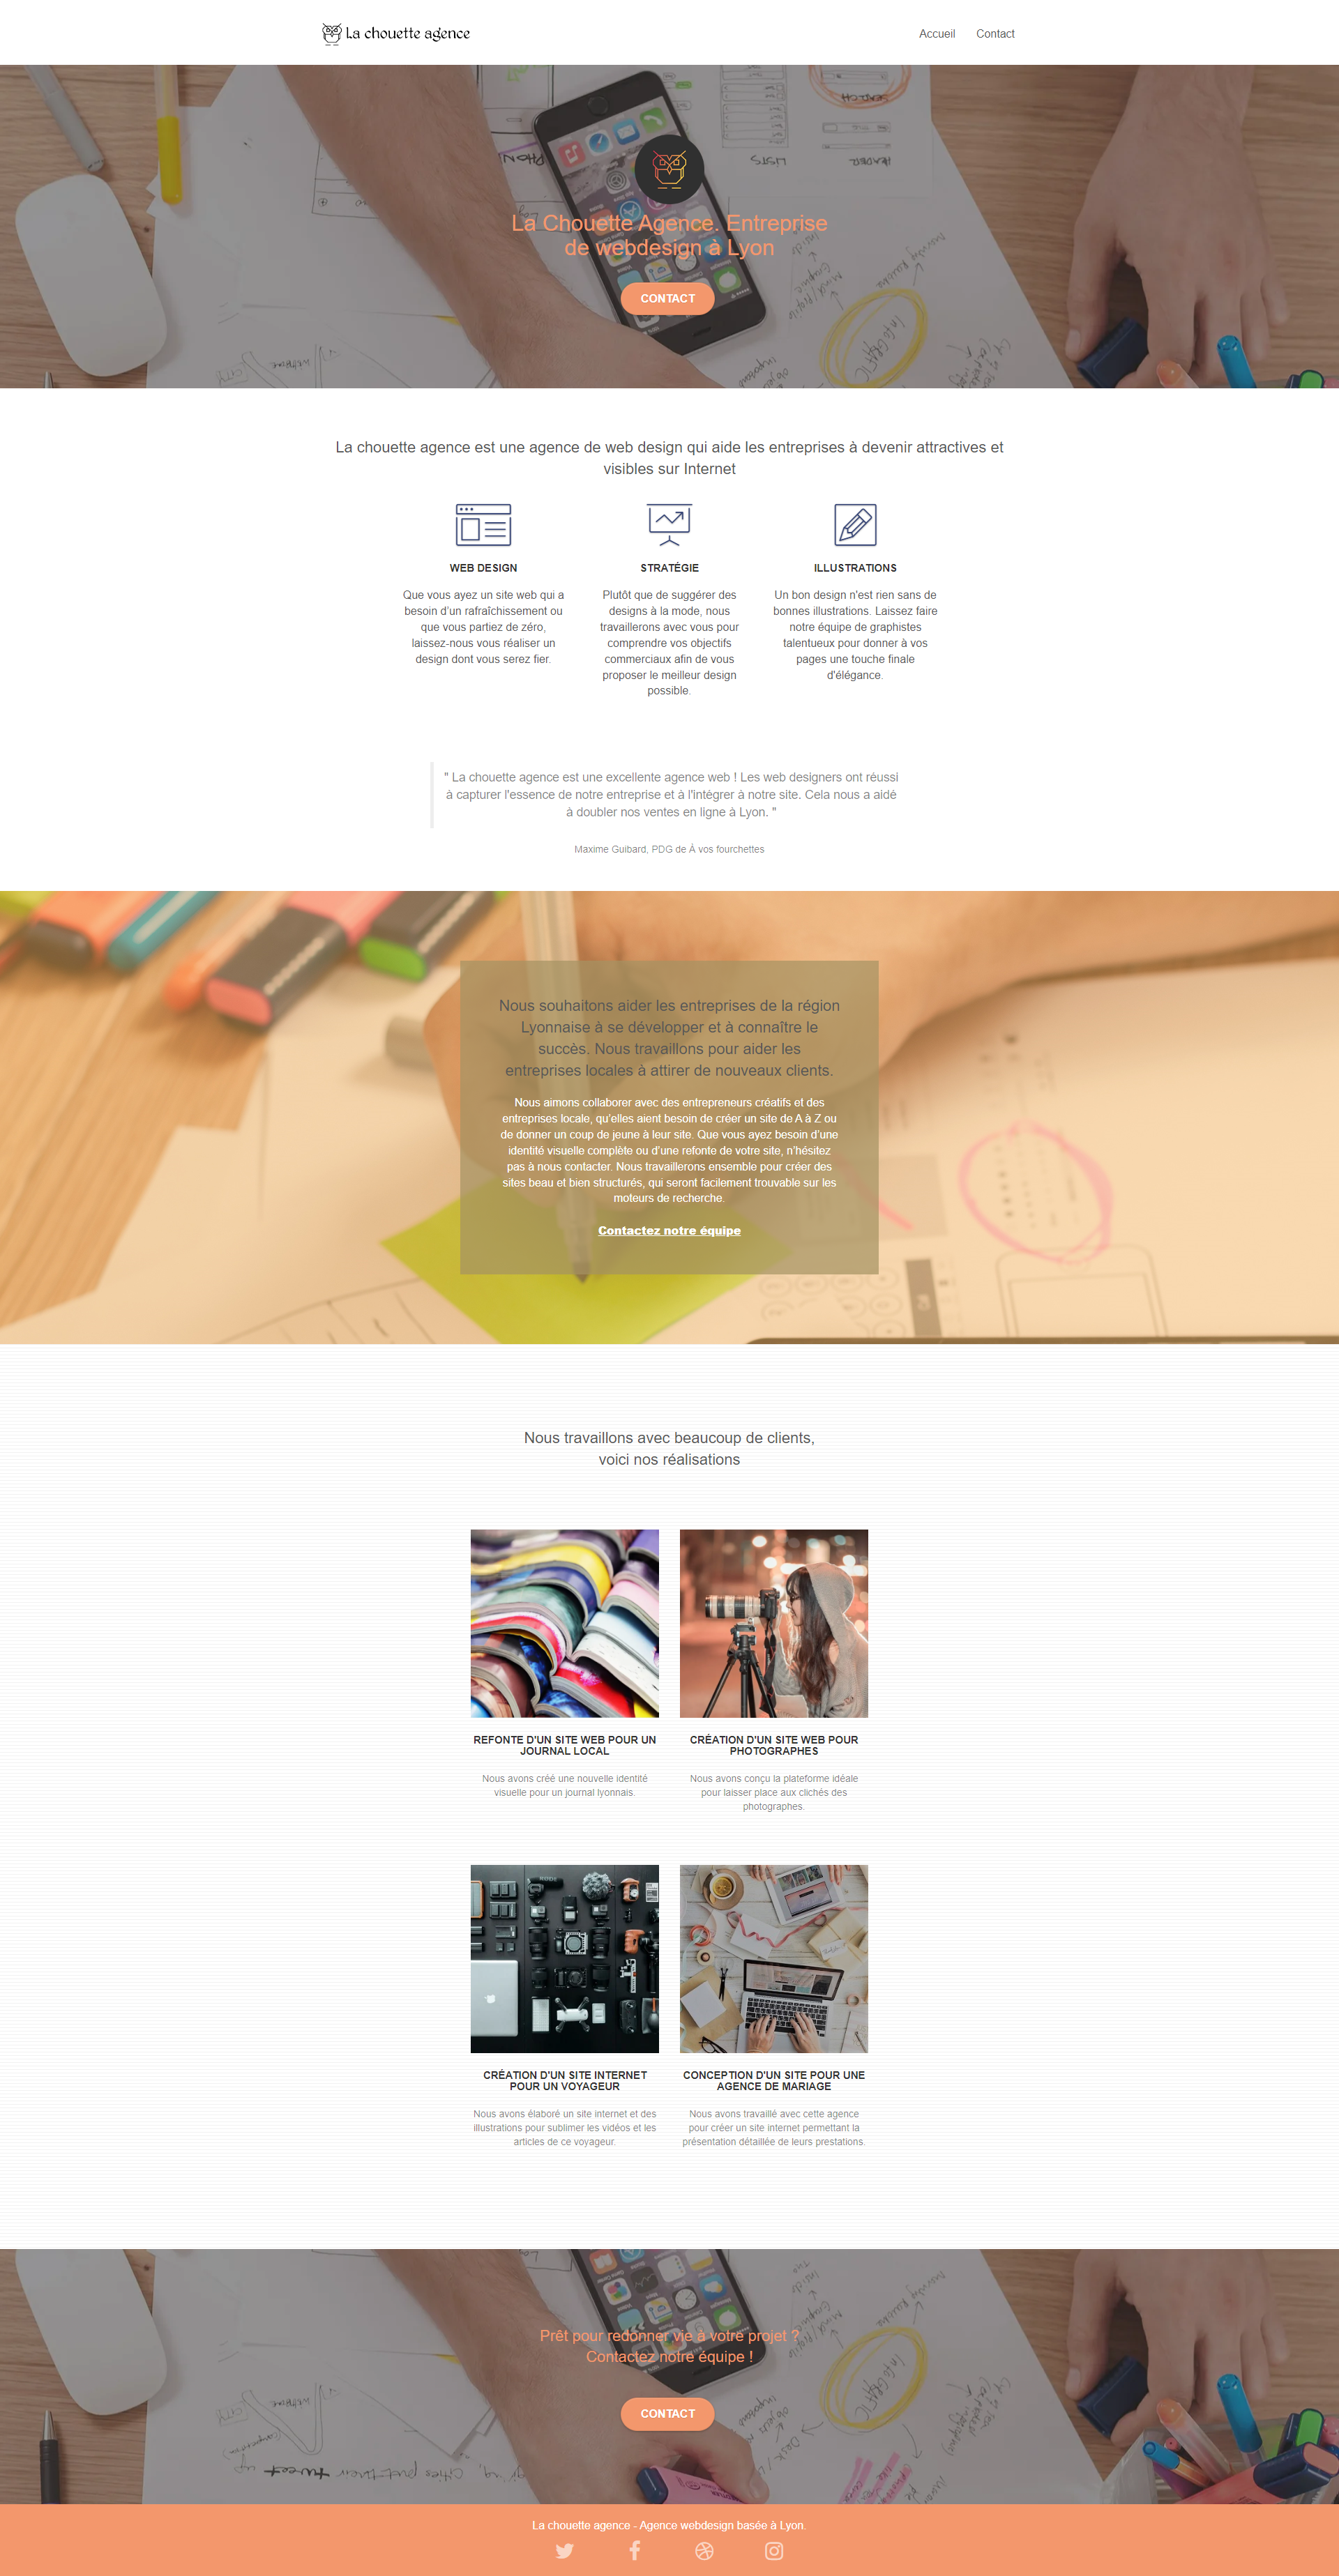 La chouette agence
Accueil
Contact
La Chouette Agence. Entreprise
de webdesign à Lyon
CONTACT
La chouette agence est une agence de web design qui aide les entreprises à devenir attractives et
visibles sur Internet
WEB DESIGN
Que vous ayez un site web qui a
besoin d'un rafraîchissement ou
que vous partiez de zéro,
laissez-nous vous réaliser un
design dont vous serez fier.
STRATÉGIE
Plutôt que de suggérer des
designs à la mode, nous
travaillerons avec vous pour
comprendre vos objectifs
commerciaux afin de vous
proposer le meilleur design
possible.
ILLUSTRATIONS
Un bon design n'est rien sans de
bonnes illustrations. Laissez faire
notre équipe de graphistes
talentueux pour donner à vos
pages une touche finale
d'élégance.
" La chouette agence est une excellente agence web ! Les web designers ont réussi
à capturer l'essence de notre entreprise et à l'intégrer à notre site. Cela nous a aidé
à doubler nos ventes en ligne à Lyon. "
Maxime Guibard, PDG de À vos fourchettes
Nous souhaitons aider les entreprises de la région
Lyonnaise à se développer et à connaître le
succès. Nous travaillons pour aider les
entreprises locales à attirer de nouveaux clients.
Nous aimons collaborer avec des entrepreneurs créatifs et des
entreprises locale, qu'elles aient besoin de créer un site de A à Z ou
de donner un coup de jeune à leur site. Que vous ayez besoin d'une
identité visuelle complète ou d'une refonte de votre site, n'hésitez
pas à nous contacter. Nous travaillerons ensemble pour créer des
sites beau et bien structurés, qui seront facilement trouvable sur les
moteurs de recherche.
Contactez notre équipe
Nous travaillons avec beaucoup de clients,
voici nos réalisations
REFONTE D'UN SITE WEB POUR UN
JOURNAL LOCAL
Nous avons créé une nouvelle identité
visuelle pour un journal lyonnais.
CRÉATION D'UN SITE WEB POUR
PHOTOGRAPHES
Nous avons conçu la plateforme idéale
pour laisser place aux clichés des
photographes.
CRÉATION D'UN SITE INTERNET
POUR UN VOYAGEUR
Nous avons élaboré un site internet et des
illustrations pour sublimer les vidéos et les
articles de ce voyageur.
CONCEPTION D'UN SITE POUR UNE
AGENCE DE MARIAGE
Nous avons travaillé avec cette agence
pour créer un site internet permettant la
présentation détaillée de leurs prestations.
Prêt pour redonner vie à votre projet ?
Contactez notre équipe !
CONTACT
La chouette agence - Agence webdesign basée à Lyon.